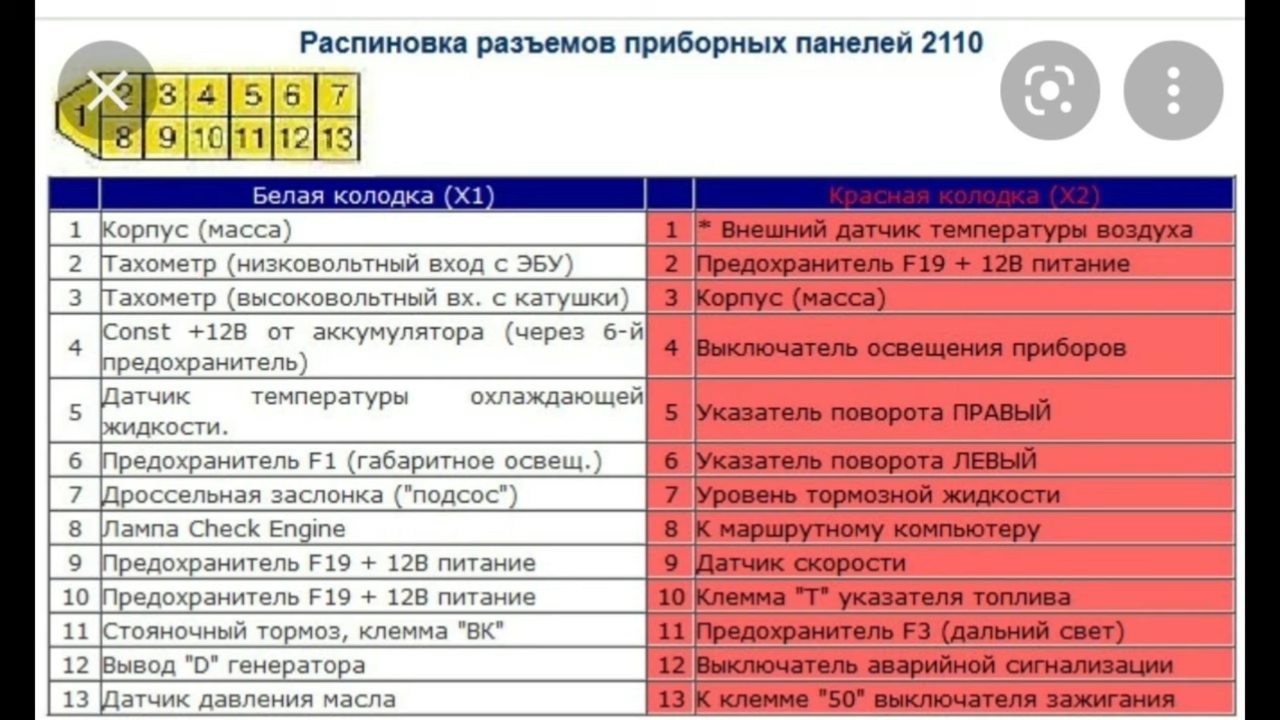 Распиновка разъемов приборных панелей 2110
1 2 3 4 5 6 7
8 9 10 11 12 13
Белая колодка (X1) Красная колодка (X2)
1 Корпус (масса) 1 * Внешний датчик температуры воздуха
2 Тахометр (низковольтный вход с ЭБУ) 2 Предохранитель F19 + 12В питание
3 Тахометр (высоковольтный вх. с катушки) 3 Корпус (масса)
4 Const +12В от аккумулятора (через 6-й
предохранитель) 4 Выключатель освещения приборов
5 Датчик температуры охлаждающей
жидкости. 5 Указатель поворота ПРАВЫЙ
6 Предохранитель F1 (габаритное освещ.) 6 Указатель поворота ЛЕВЫЙ
7 Дроссельная заслонка ("подсос") 7 Уровень тормозной жидкости
8 Лампа Check Engine 8 К маршрутному компьютеру
9 Предохранитель F19 + 12В питание 9 Датчик скорости
10 Предохранитель F19 + 12В питание 10 Клемма "Т" указателя топлива
11 Стояночный тормоз, клемма "ВК" 11 Предохранитель F3 (дальний свет)
12 Вывод "D" генератора 12 Выключатель аварийной сигнализации
13 Датчик давления масла 13 К клемме "50" выключателя зажигания